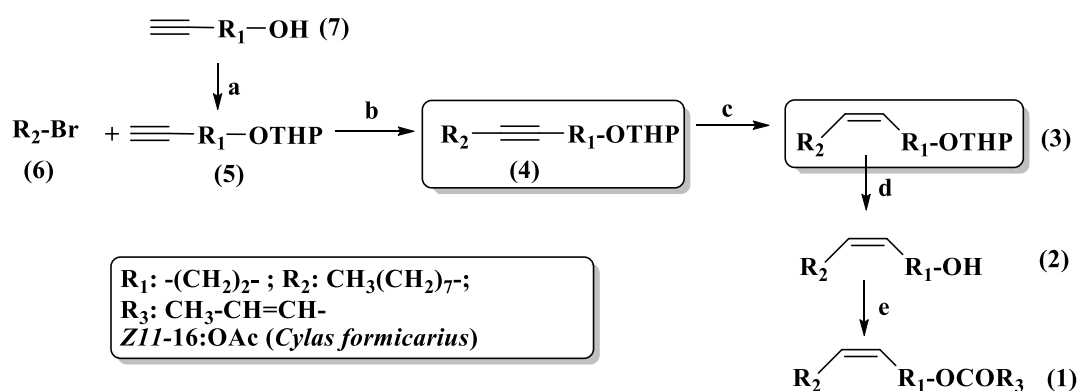 R₁-OH (7)
a
R₂-Br + R₁-OTHP b R₂ R₁-OTHP c R₂ R₁-OTHP (3)
(6) (5) (4)
d
R₂ R₁-OH (2)
R₁: -(CH₂)₂- ; R₂: CH₃(CH₂)₇-;
R₃: CH₃-CH=CH-
Z11-16:OAc (Cylas formicarius)
e
R₂ R₁-OCOR₃ (1)